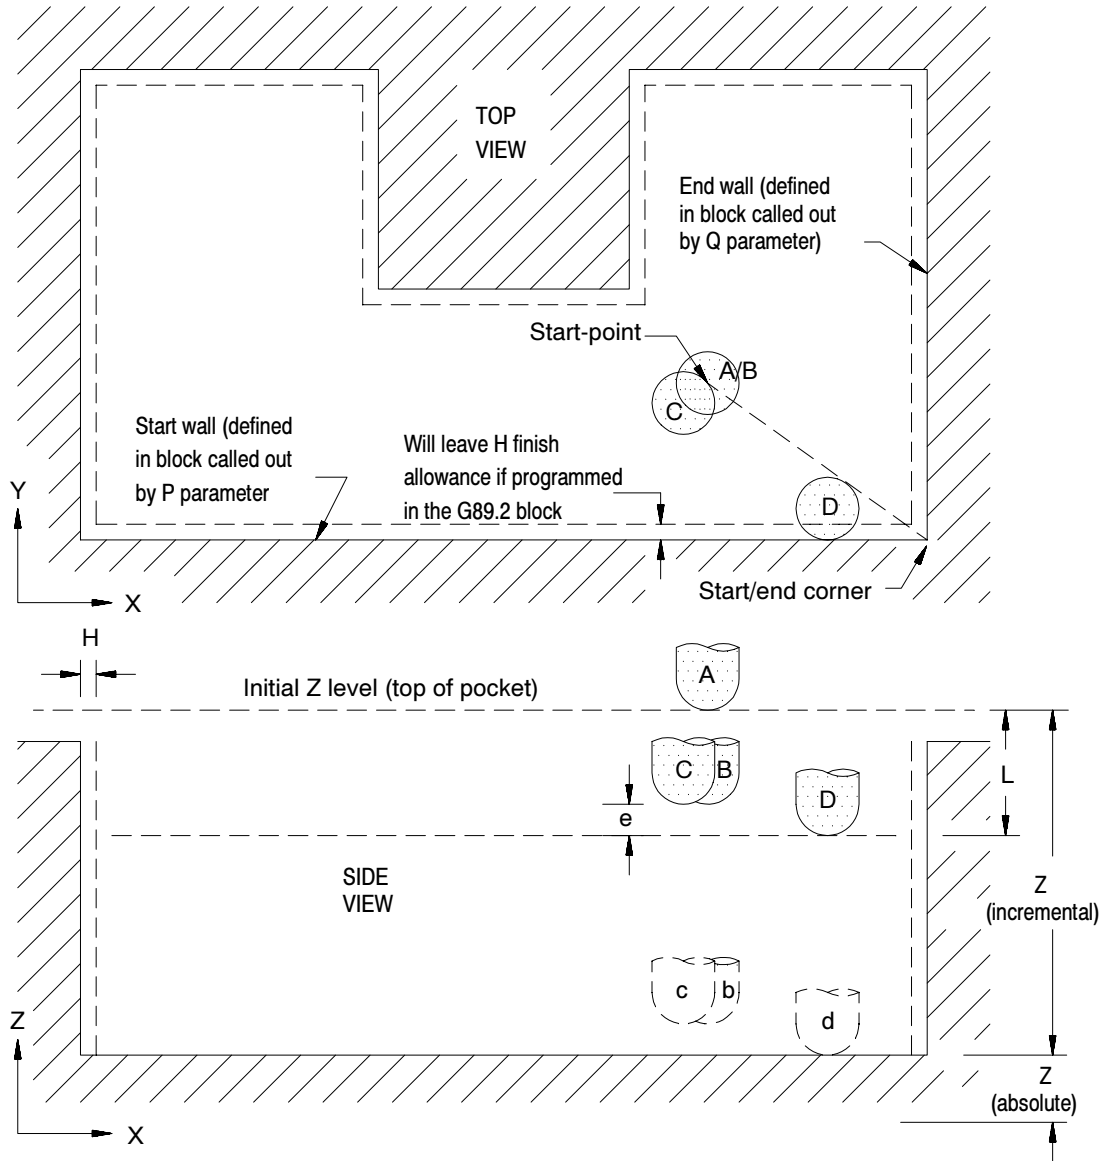 TOP
VIEW
End wall (defined
in block called out
by Q parameter)
Start-point
A/B
C
Start wall (defined
in block called out
by P parameter
Will leave H finish
allowance if programmed
in the G89.2 block
D
Y
X
Start/end corner
H
Initial Z level (top of pocket)
A
C
B
D
L
e
SIDE
VIEW
Z
(incremental)
c
b
d
Z
X
Z
(absolute)